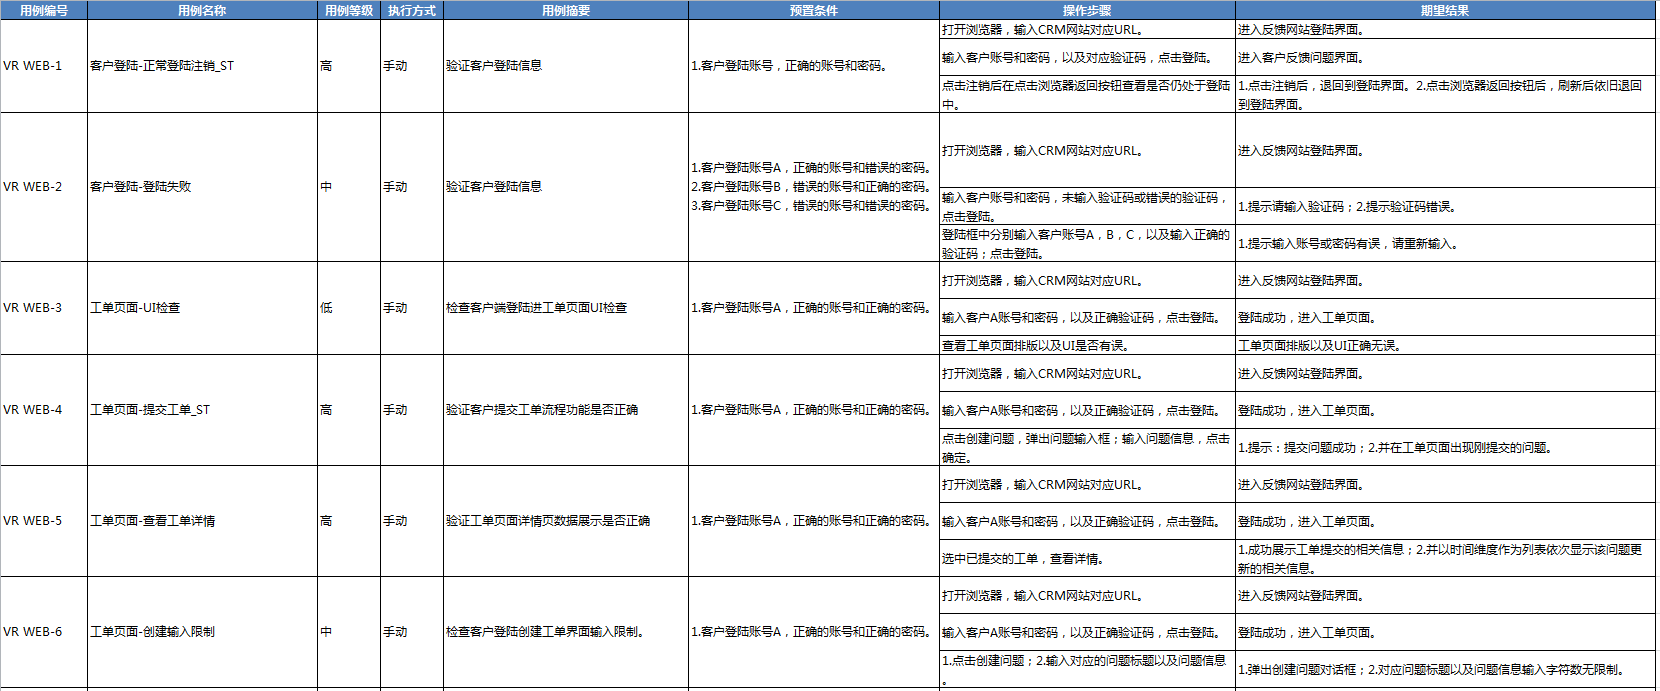 用例编号 用例名称 用例等级 执行方式 用例摘要 预置条件 操作步骤 期望结果
VR WEB-1 客户登陆-正常登陆注销_ST 高 手动 验证客户登陆信息 1.客户登陆账号，正确的账号和密码。
打开浏览器，输入CRM网站对应URL。 进入反馈网站登陆界面。
输入客户账号和密码，以及对应验证码，点击登陆。 进入客户反馈问题界面。
点击注销后在点击浏览器返回按钮查看是否仍处于登陆
中。
1.点击注销后，退回到登陆界面。2.点击浏览器返回按钮后，刷新后依旧退回
到登陆界面。
VR WEB-2 客户登陆-登陆失败 中 手动 验证客户登陆信息
1.客户登陆账号A，正确的账号和错误的密码。
2.客户登陆账号B，错误的账号和正确的密码。
3.客户登陆账号C，错误的账号和错误的密码。
打开浏览器，输入CRM网站对应URL。 进入反馈网站登陆界面。
输入客户账号和密码，未输入验证码或错误的验证码，
点击登陆。
1.提示请输入验证码；2.提示验证码错误。
登陆框中分别输入客户账号A，B，C，以及输入正确的
验证码；点击登陆。
1.提示输入账号或密码有误，请重新输入。
VR WEB-3 工单页面-UI检查 低 手动 检查客户端登陆进工单页面UI检查 1.客户登陆账号A，正确的账号和正确的密码。
打开浏览器，输入CRM网站对应URL。 进入反馈网站登陆界面。
输入客户A账号和密码，以及正确验证码，点击登陆。 登陆成功，进入工单页面。
查看工单页面排版以及UI是否有误。 工单页面排版以及UI正确无误。
VR WEB-4 工单页面-提交工单_ST 高 手动 验证客户提交工单流程功能是否正确 1.客户登陆账号A，正确的账号和正确的密码。
打开浏览器，输入CRM网站对应URL。 进入反馈网站登陆界面。
输入客户A账号和密码，以及正确验证码，点击登陆。 登陆成功，进入工单页面。
点击创建问题，弹出问题输入框；输入问题信息，点击
确定。
1.提示：提交问题成功；2.并在工单页面出现刚提交的问题。
VR WEB-5 工单页面-查看工单详情 高 手动 验证工单页面详情页数据展示是否正确 1.客户登陆账号A，正确的账号和正确的密码。
打开浏览器，输入CRM网站对应URL。 进入反馈网站登陆界面。
输入客户A账号和密码，以及正确验证码，点击登陆。 登陆成功，进入工单页面。
选中已提交的工单，查看详情。
1.成功展示工单提交的相关信息；2.并以时间维度作为列表依次显示该问题更
新的相关信息。
VR WEB-6 工单页面-创建输入限制 中 手动 检查客户登陆创建工单界面输入限制。 1.客户登陆账号A，正确的账号和正确的密码。
打开浏览器，输入CRM网站对应URL。 进入反馈网站登陆界面。
输入客户A账号和密码，以及正确验证码，点击登陆。 登陆成功，进入工单页面。
1.点击创建问题；2.输入对应的问题标题以及问题信息
。
1.弹出创建问题对话框；2.对应问题标题以及问题信息输入字符数无限制。